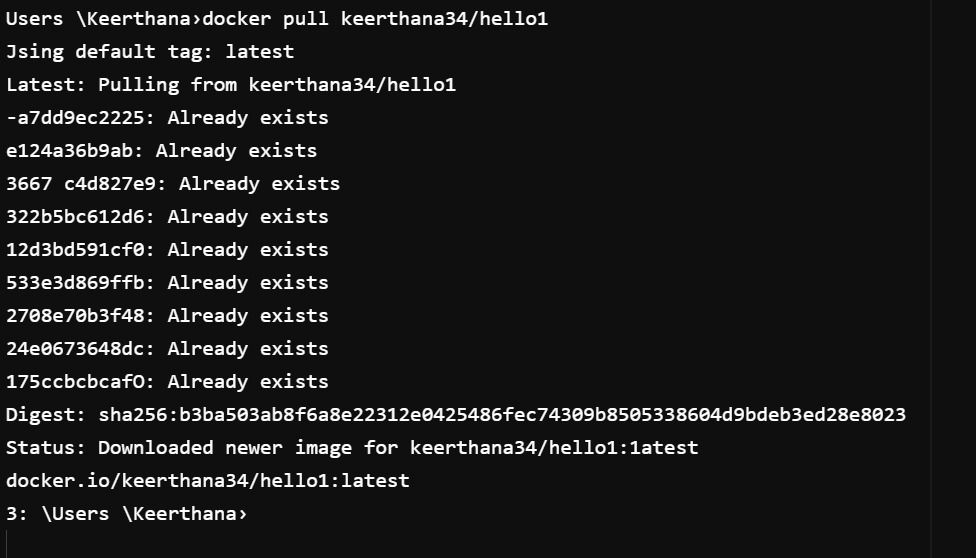 Users \Keerthana>docker pull keerthana34/hello1
Jsing default tag: latest
Latest: Pulling from keerthana34/hello1
-a7dd9ec2225: Already exists
e124a36b9ab: Already exists
3667 c4d827e9: Already exists
322b5bc612d6: Already exists
12d3bd591cf0: Already exists
533e3d869ffb: Already exists
2708e70b3f48: Already exists
24e0673648dc: Already exists
175ccbcbcafO: Already exists
Digest: sha256:b3ba503ab8f6a8e22312e0425486fec74309b8505338604d9bdeb3ed28e8023
Status: Downloaded newer image for keerthana34/hello1:1atest
docker.io/keerthana34/hello1:latest
3: \Users \Keerthana>